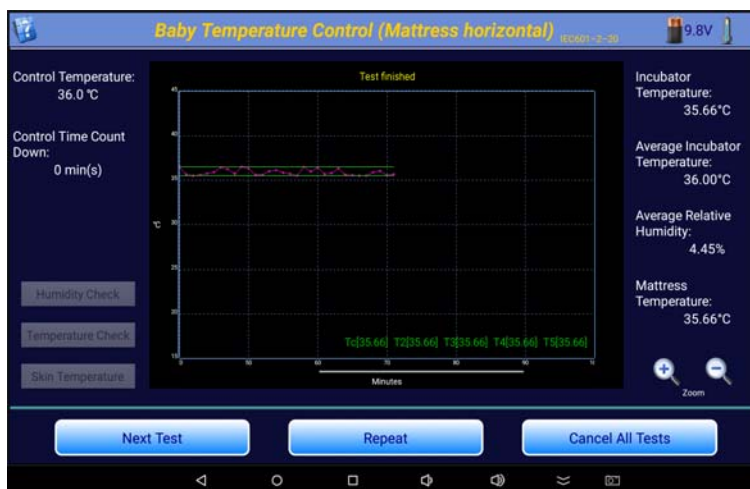 Baby Temperature Control (Mattress horizontal) IEC601-2-20
9.8V
Control Temperature:
36.0 ℃
Control Time Count
Down:
0 min(s)
Humidity Check
Temperature Check
Skin Temperature
Test finished
45
40
35
30
25
20
15
℃
Tc[35.66] T2[35.66] T3[35.66] T4[35.66] T5[35.66]
50
60
70
80
90
Minutes
Incubator
Temperature:
35.66°C
Average Incubator
Temperature:
36.00°C
Average Relative
Humidity:
4.45%
Mattress
Temperature:
35.66°C
Zoom
Next Test
Repeat
Cancel All Tests